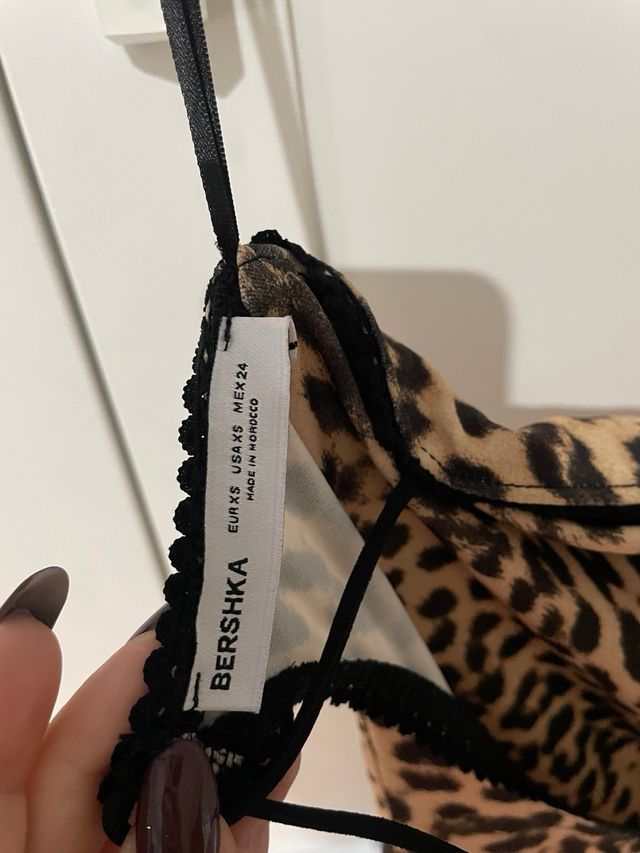 BERSHKA
EUR XS USA XS MEX 24
MADE IN MOROCCO